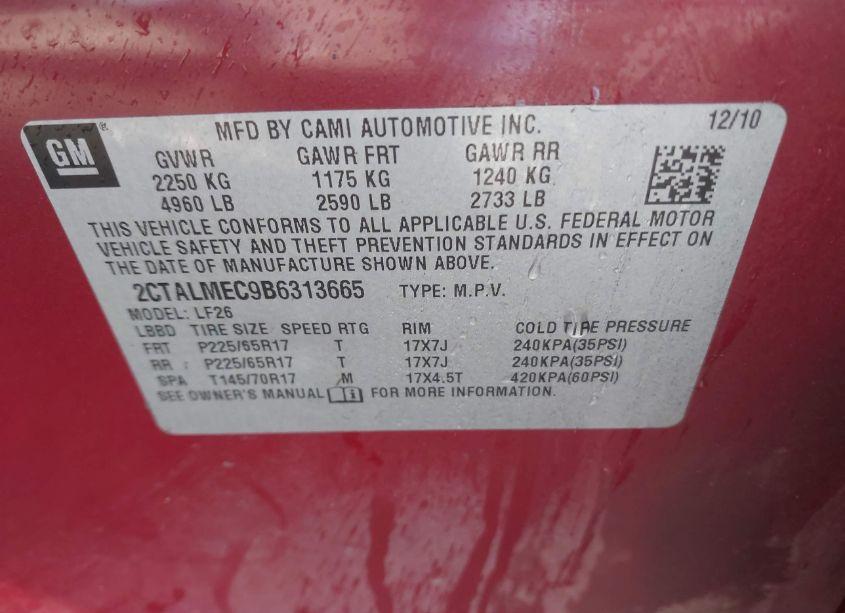 GM
MFD BY CAMI AUTOMOTIVE INC. 12/10
GVWR GAWR FRT GAWR RR
2250 KG 1175 KG 1240 KG
4960 LB 2590 LB 2733 LB
THIS VEHICLE CONFORMS TO ALL APPLICABLE U.S. FEDERAL MOTOR
VEHICLE SAFETY AND THEFT PREVENTION STANDARDS IN EFFECT ON
THE DATE OF MANUFACTURE SHOWN ABOVE.
2CTALMEC9B6313665 TYPE: M.P.V.
MODEL: LF26
LBBD TIRE SIZE SPEED RTG RIM COLD TIRE PRESSURE
FRT P225/65R17 T 17X7J 240KPA(35PSI)
RR P225/65R17 T 17X7J 240KPA(35PSI)
SPA T145/70R17 M 17X4.5T 420KPA(60PSI)
SEE OWNER'S MANUAL FOR MORE INFORMATION.